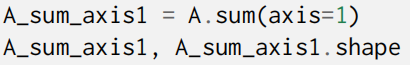 A_sum_axis1 = A.sum(axis=1)
A_sum_axis1, A_sum_axis1.shape